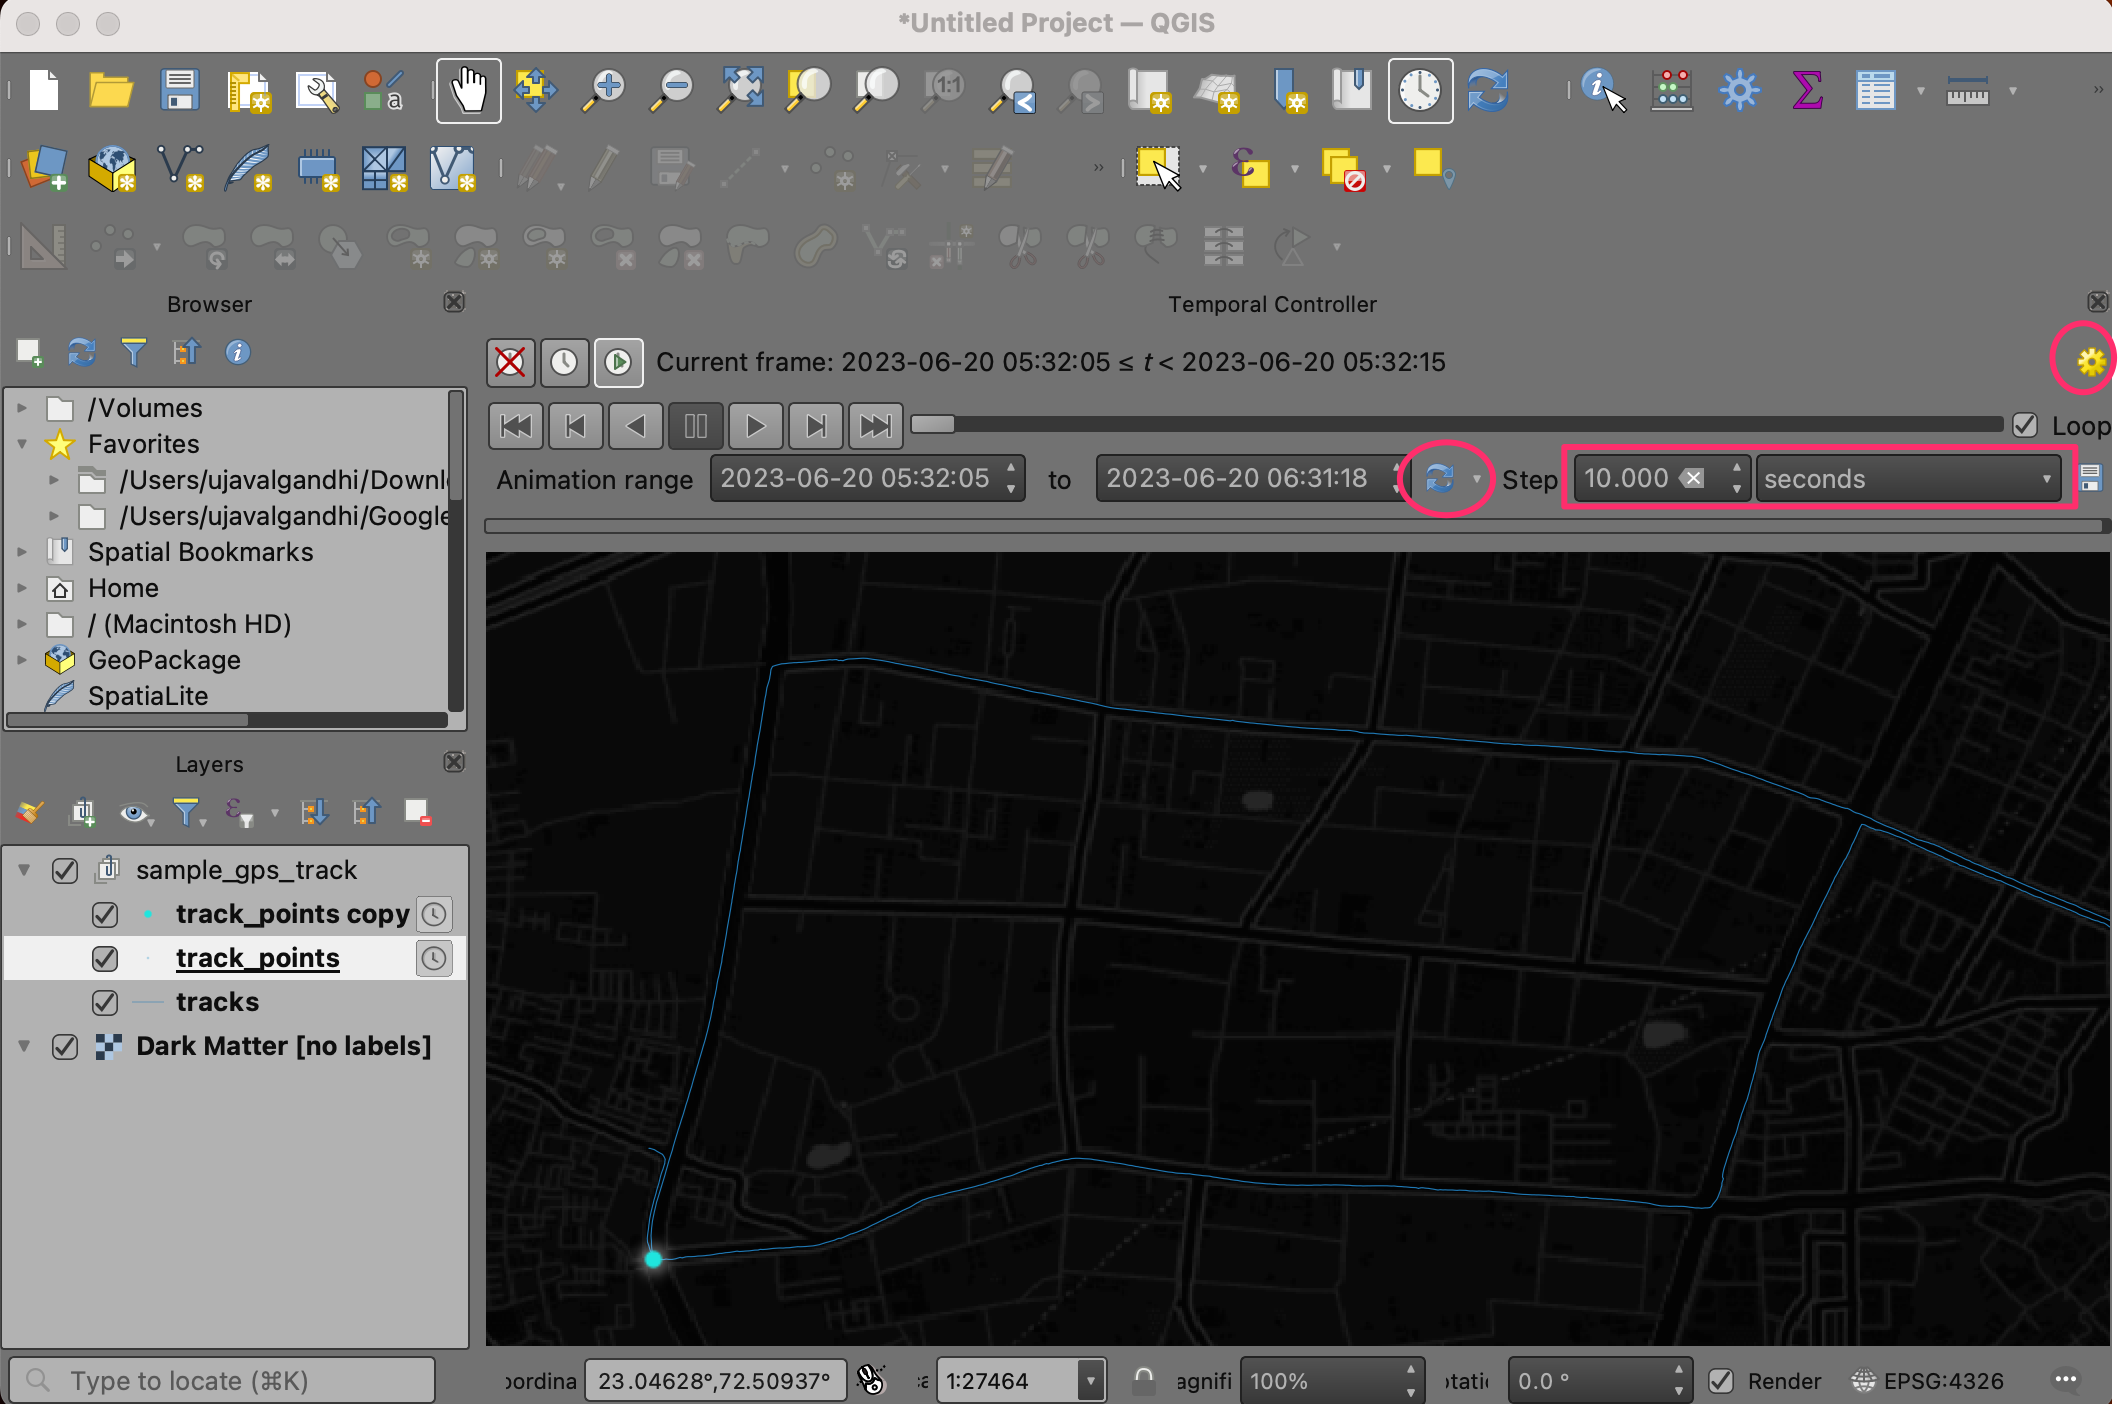 *Untitled Project — QGIS
a
1:1
Browser
Temporal Controller
Current frame: 2023-06-20 05:32:05 ≤ t < 2023-06-20 05:32:15
/Volumes
Favorites
Loop
/Users/ujavalgandhi/Downl
Animation range 2023-06-20 05:32:05 to 2023-06-20 06:31:18 Step 10.000 seconds
/Users/ujavalgandhi/Google
Spatial Bookmarks
Home
/ (Macintosh HD)
GeoPackage
SpatiaLite
Layers
sample_gps_track
track_points copy
track_points
tracks
Dark Matter [no labels]
Type to locate (⌘K)
oordina 23.04628°,72.50937° 1:27464 agnifi 100% 0.0 ° Render EPSG:4326